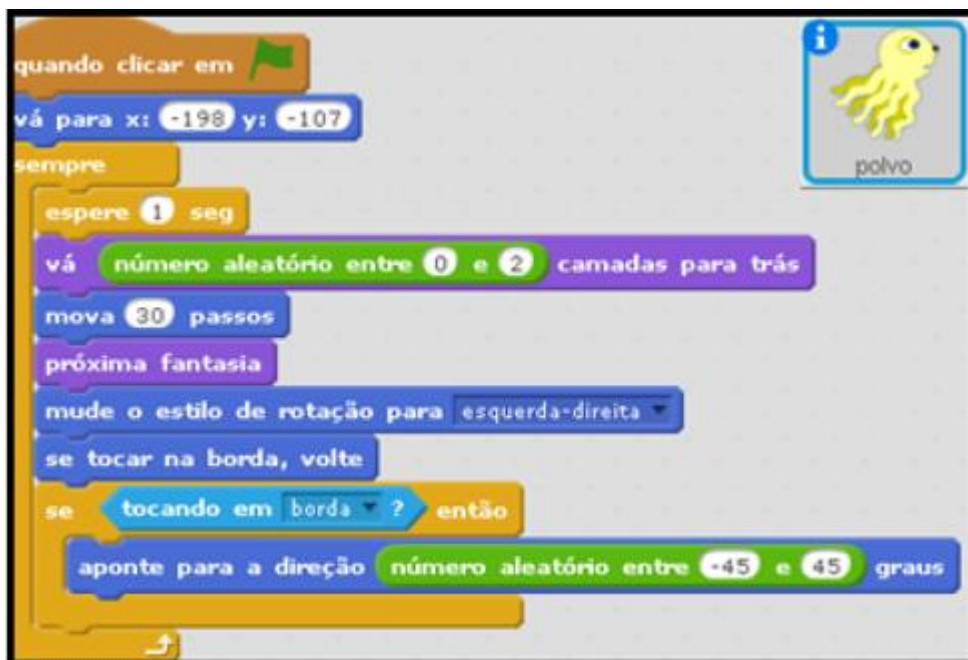 quando clicar em
vá para x: -198 y: -107
sempre
espere 1 seg
vá número aleatório entre 0 e 2 camadas para trás
mova 30 passos
próxima fantasia
mude o estilo de rotação para esquerda-direita
se tocar na borda, volte
se tocando em borda ? então
aponte para a direção número aleatório entre -45 e 45 graus
i
polvo